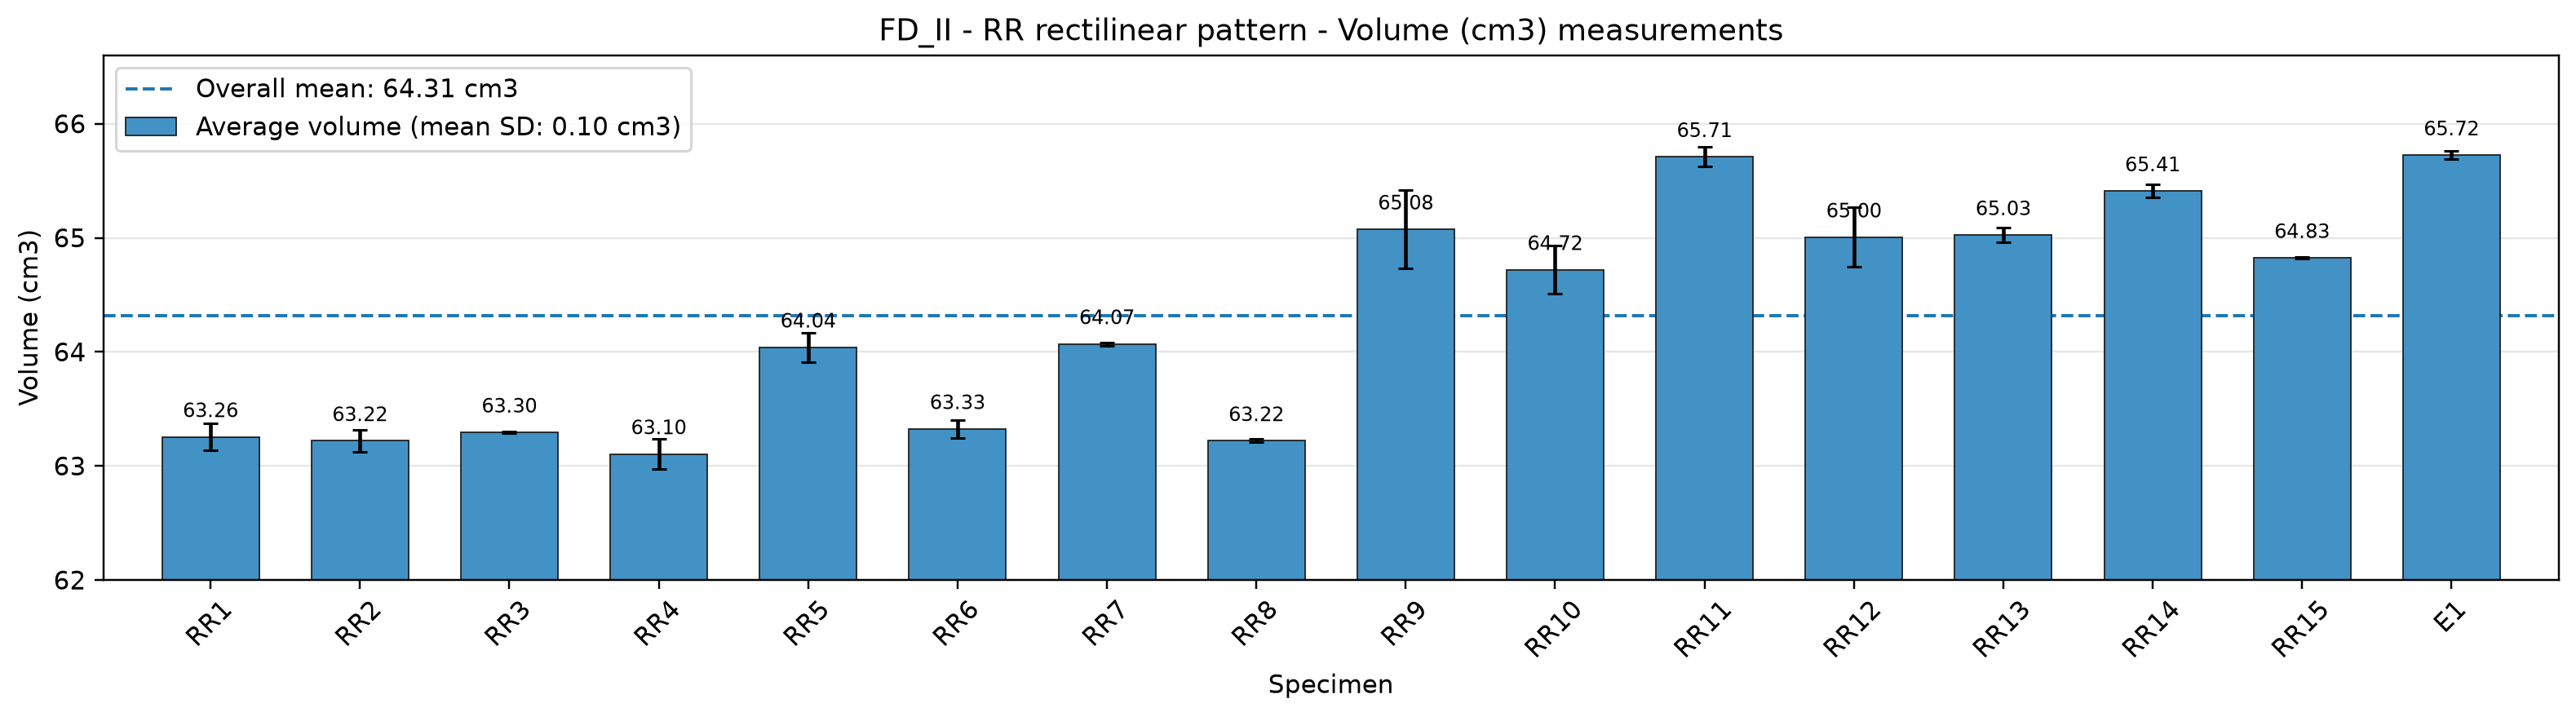 FD_II - RR rectilinear pattern - Volume (cm3) measurements
Overall mean: 64.31 cm3
Average volume (mean SD: 0.10 cm3)
Volume (cm3)
66
65
64
63
62
63.26
63.22
63.30
63.10
64.04
63.33
64.07
63.22
65.08
64.72
65.71
65.00
65.03
65.41
64.83
65.72
RR1
RR2
RR3
RR4
RR5
RR6
RR7
RR8
RR9
RR10
RR11
RR12
RR13
RR14
RR15
E1
Specimen